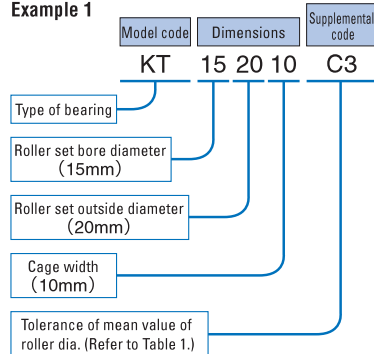 Example 1
Model code
Dimensions
Supplemental
code
KT 15 20 10 C3
Type of bearing
Roller set bore diameter
(15mm)
Roller set outside diameter
(20mm)
Cage width
(10mm)
Tolerance of mean value of
roller dia. (Refer to Table 1.)